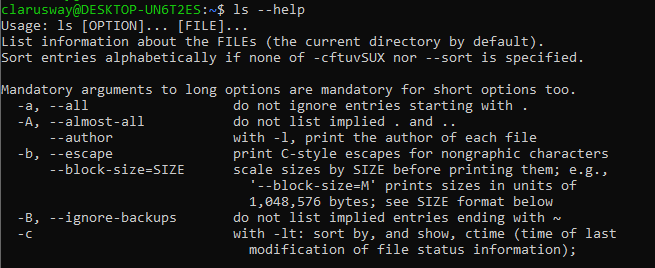 clarusway@DESKTOP-UN6T2ES:~$ ls --help
Usage: ls [OPTION]... [FILE]...
List information about the FILEs (the current directory by default).
Sort entries alphabetically if none of -cftuvSUX nor --sort is specified.

Mandatory arguments to long options are mandatory for short options too.
  -a, --all                  do not ignore entries starting with .
  -A, --almost-all           do not list implied . and ..
      --author               with -l, print the author of each file
  -b, --escape               print C-style escapes for nongraphic characters
      --block-size=SIZE      scale sizes by SIZE before printing them; e.g.,
                               '--block-size=M' prints sizes in units of
                               1,048,576 bytes; see SIZE format below
  -B, --ignore-backups       do not list implied entries ending with ~
  -c                         with -lt: sort by, and show, ctime (time of last
                               modification of file status information);